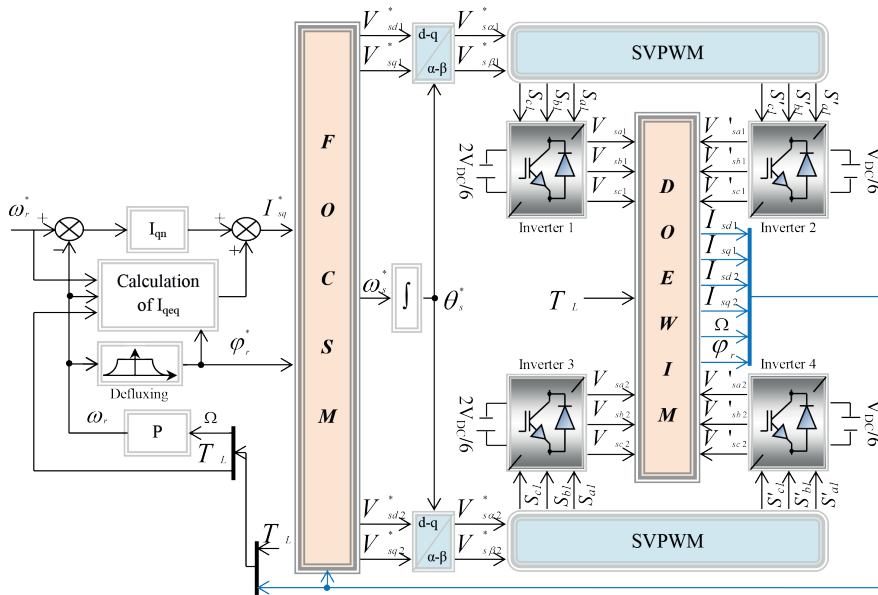 V*sd1
V*sq1
d-q
α-β
V*sα1
V*sβ1
SVPWM
Sc1 Sb1 Sa1
S'c1 S'b1 S'a1
2VDC/6
Inverter 1
Vsa1
Vsb1
Vsc1
V'sa1
V'sb1
V'sc1
VDC/6
Inverter 2
F
O
C
S
M
D
O
E
W
I
M
ω*r
+
−
Iqn
+
+
I*sq
Calculation
of Iqeq
φ*r
Defluxing
ωr
P
Ω
TL
TL
ω*s
∫
θ*s
TL
Isd1
Isq1
Isd2
Isq2
Ω
φr
Inverter 3
2VDC/6
Vsa2
Vsb2
Vsc2
Inverter 4
V'sa2
V'sb2
V'sc2
VDC/6
Sc1 Sb1 Sa1
S'c1 S'b1 S'a1
V*sd2
V*sq2
d-q
α-β
V*sα2
V*sβ2
SVPWM